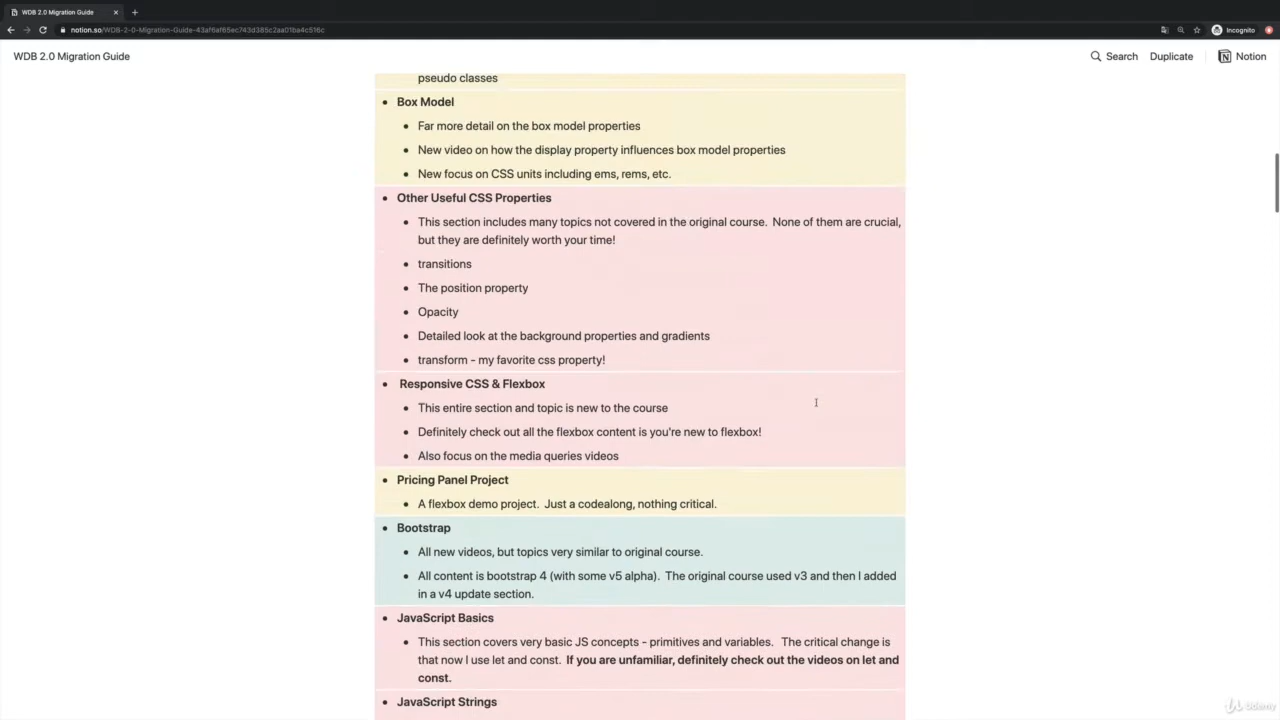 WDB 2.0 Migration Guide
notion.so/WDB-2-0-Migration-Guide-43af6af65ec743d385c2aa01ba4c516c
Incognito
WDB 2.0 Migration Guide
Search
Duplicate
Notion
pseudo classes
Box Model
Far more detail on the box model properties
New video on how the display property influences box model properties
New focus on CSS units including ems, rems, etc.
Other Useful CSS Properties
This section includes many topics not covered in the original course.  None of them are crucial,
but they are definitely worth your time!
transitions
The position property
Opacity
Detailed look at the background properties and gradients
transform - my favorite css property!
Responsive CSS & Flexbox
This entire section and topic is new to the course
Definitely check out all the flexbox content is you're new to flexbox!
Also focus on the media queries videos
Pricing Panel Project
A flexbox demo project.  Just a codealong, nothing critical.
Bootstrap
All new videos, but topics very similar to original course.
All content is bootstrap 4 (with some v5 alpha).  The original course used v3 and then I added
in a v4 update section.
JavaScript Basics
This section covers very basic JS concepts - primitives and variables.   The critical change is
that now I use let and const.  If you are unfamiliar, definitely check out the videos on let and
const.
JavaScript Strings
Udemy